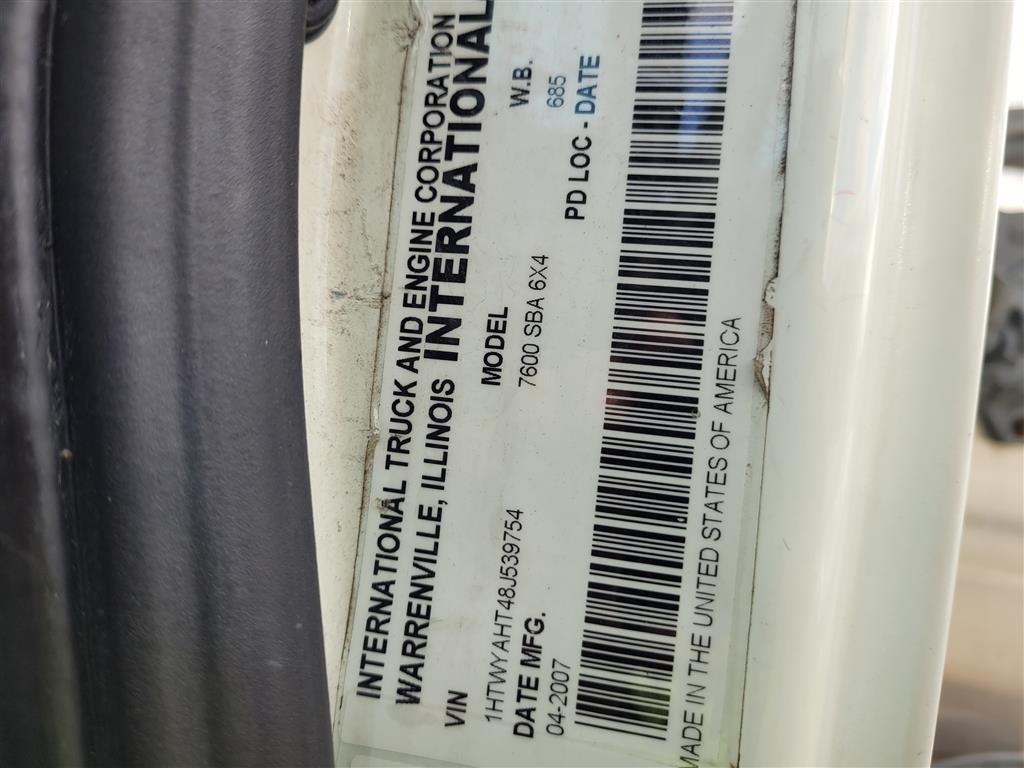 INTERNATIONAL TRUCK AND ENGINE CORPORATION
WARRENVILLE, ILLINOIS INTERNATIONAL
VIN MODEL W.B.
1HTWYAHT48J539754 7600 SBA 6X4 685
DATE MFG. PD LOC - DATE
04-2007
MADE IN THE UNITED STATES OF AMERICA